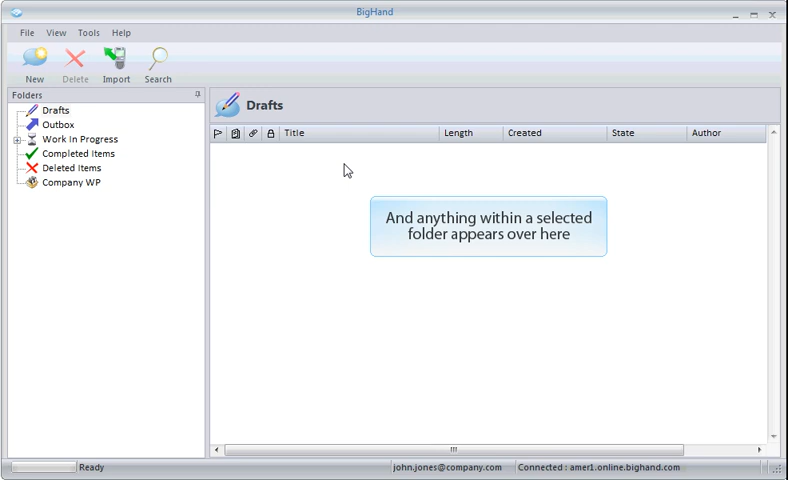 BigHand
File View Tools Help
New Delete Import Search
Folders
Drafts
Outbox
Work In Progress
Completed Items
Deleted Items
Company WP
Drafts
Title Length Created State Author
And anything within a selected
folder appears over here
Ready john.jones@company.com Connected : amer1.online.bighand.com